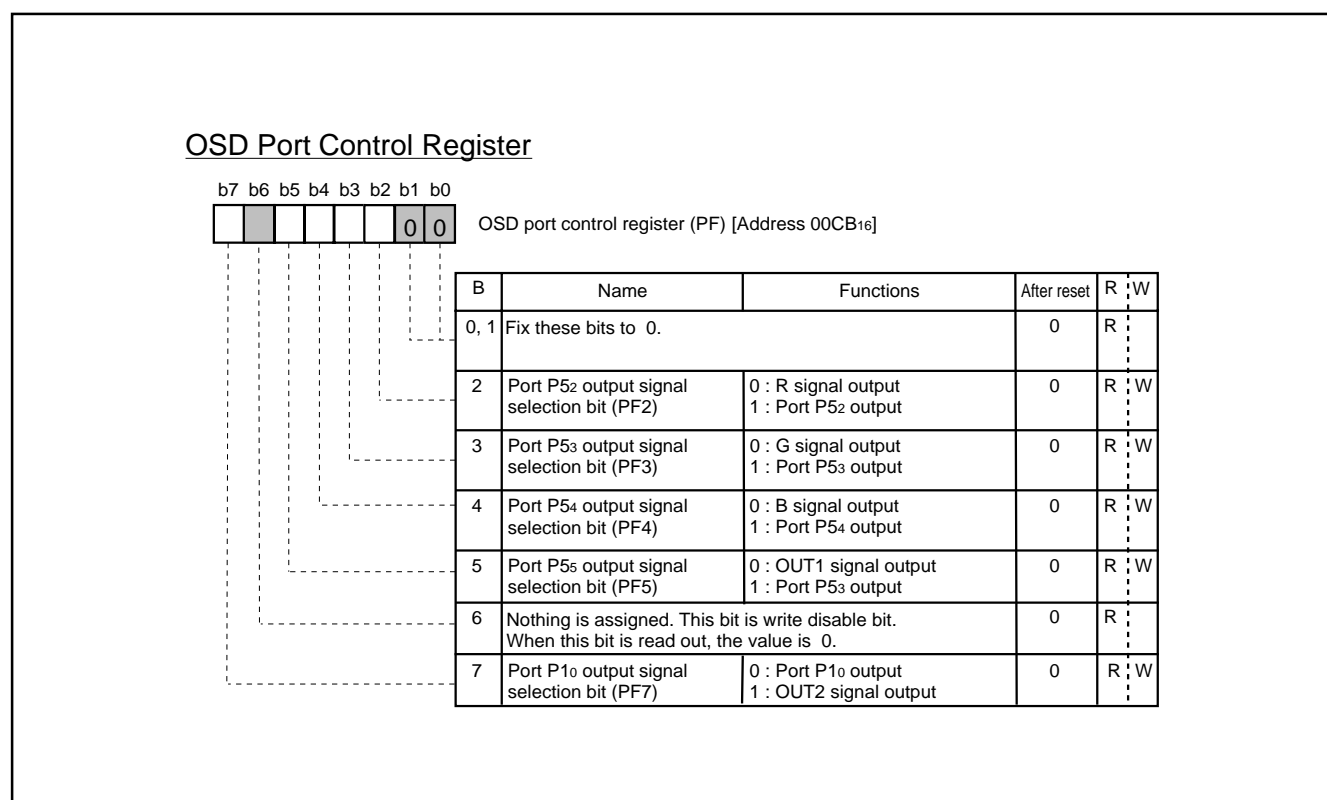 OSD Port Control Register
b7 b6 b5 b4 b3 b2 b1 b0
0 0
OSD port control register (PF) [Address 00CB16]
B Name Functions After reset R W
0, 1 Fix these bits to 0. 0 R
2 Port P52 output signal selection bit (PF2) 0 : R signal output 0 R W
1 : Port P52 output
3 Port P53 output signal selection bit (PF3) 0 : G signal output 0 R W
1 : Port P53 output
4 Port P54 output signal selection bit (PF4) 0 : B signal output 0 R W
1 : Port P54 output
5 Port P55 output signal selection bit (PF5) 0 : OUT1 signal output 0 R W
1 : Port P53 output
6 Nothing is assigned. This bit is write disable bit. 0 R
When this bit is read out, the value is 0.
7 Port P10 output signal selection bit (PF7) 0 : Port P10 output 0 R W
1 : OUT2 signal output